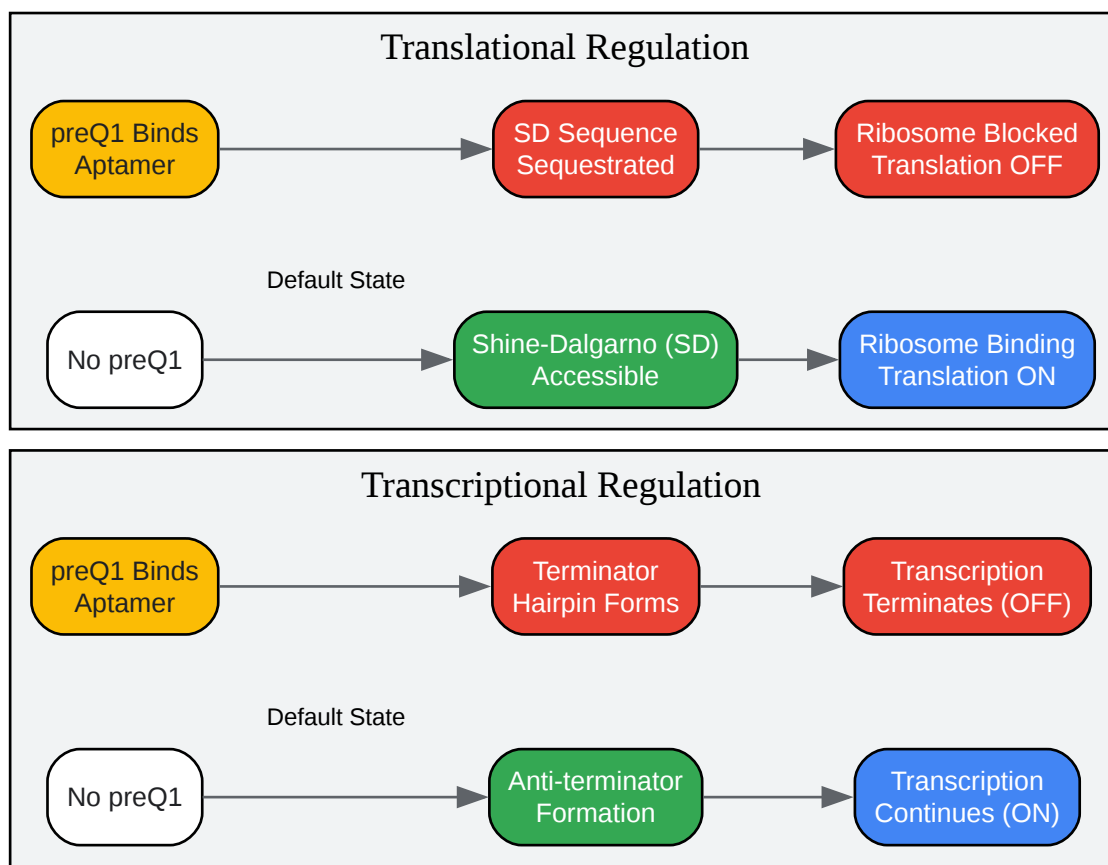 Translational Regulation
preQ1 Binds
Aptamer
SD Sequence
Sequestrated
Ribosome Blocked
Translation OFF
Default State
No preQ1
Shine-Dalgarno (SD)
Accessible
Ribosome Binding
Translation ON
Transcriptional Regulation
preQ1 Binds
Aptamer
Terminator
Hairpin Forms
Transcription
Terminates (OFF)
Default State
No preQ1
Anti-terminator
Formation
Transcription
Continues (ON)